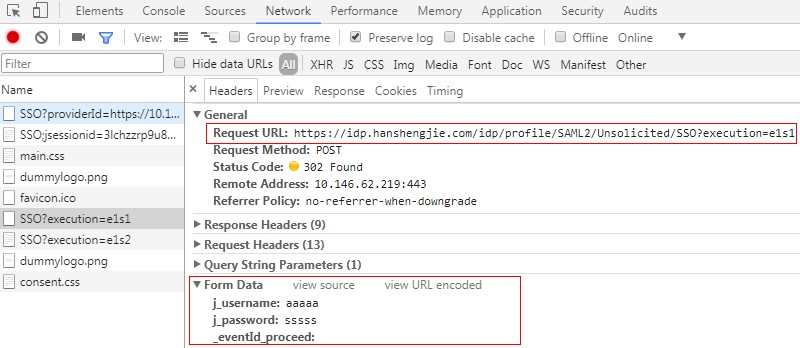 Elements Console Sources Network Performance Memory Application Security Audits
View: Group by frame Preserve log Disable cache Offline Online
Filter Hide data URLs All XHR JS CSS Img Media Font Doc WS Manifest Other
Name
SSO?providerId=https://10.1...
SSO;jsessionid=3lchzzrp9u8...
main.css
dummylogo.png
favicon.ico
SSO?execution=e1s1
SSO?execution=e1s2
dummylogo.png
consent.css
× Headers Preview Response Cookies Timing
▼ General
Request URL: https://idp.hanshengjie.com/idp/profile/SAML2/Unsolicited/SSO?execution=e1s1
Request Method: POST
Status Code: 302 Found
Remote Address: 10.146.62.219:443
Referrer Policy: no-referrer-when-downgrade
► Response Headers (9)
► Request Headers (13)
► Query String Parameters (1)
▼ Form Data view source view URL encoded
j_username: aaaaa
j_password: sssss
_eventId_proceed: